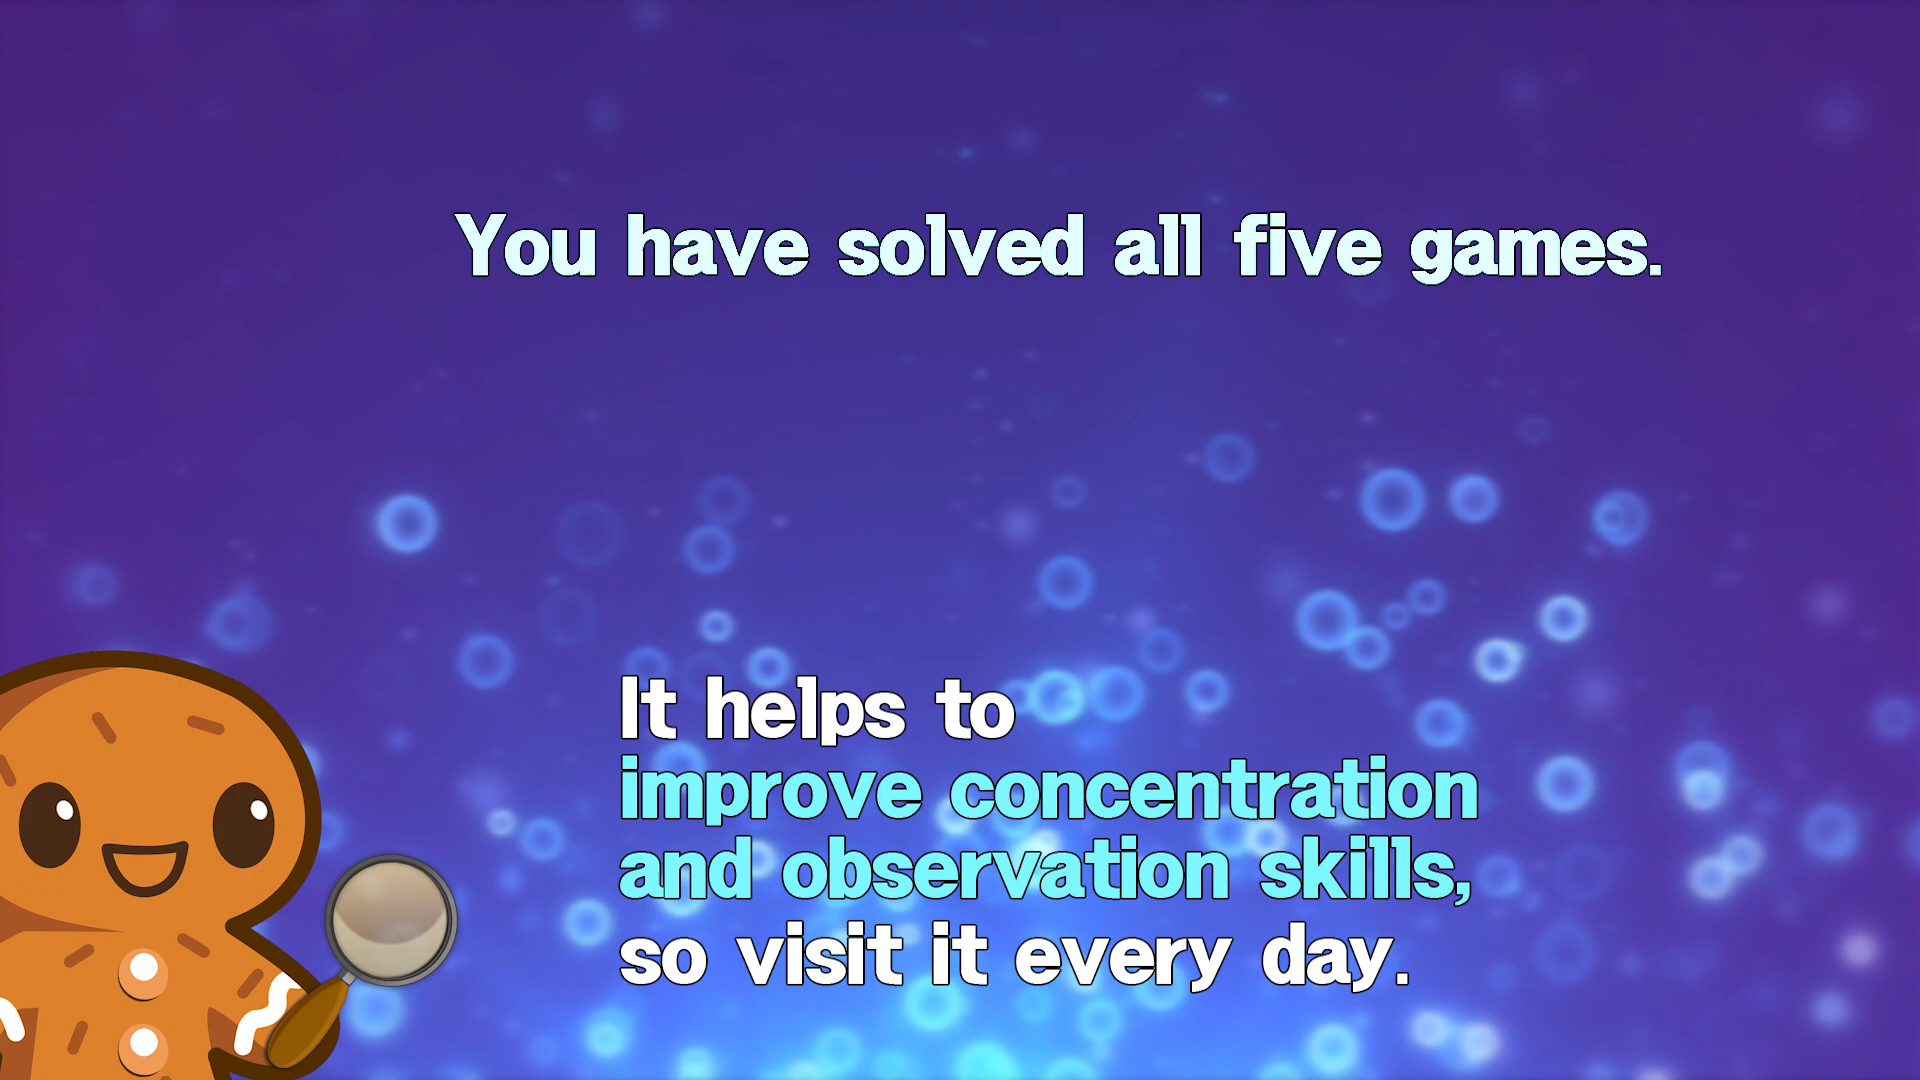 You have solved all five games.
It helps to
improve concentration
and observation skills,
so visit it every day.